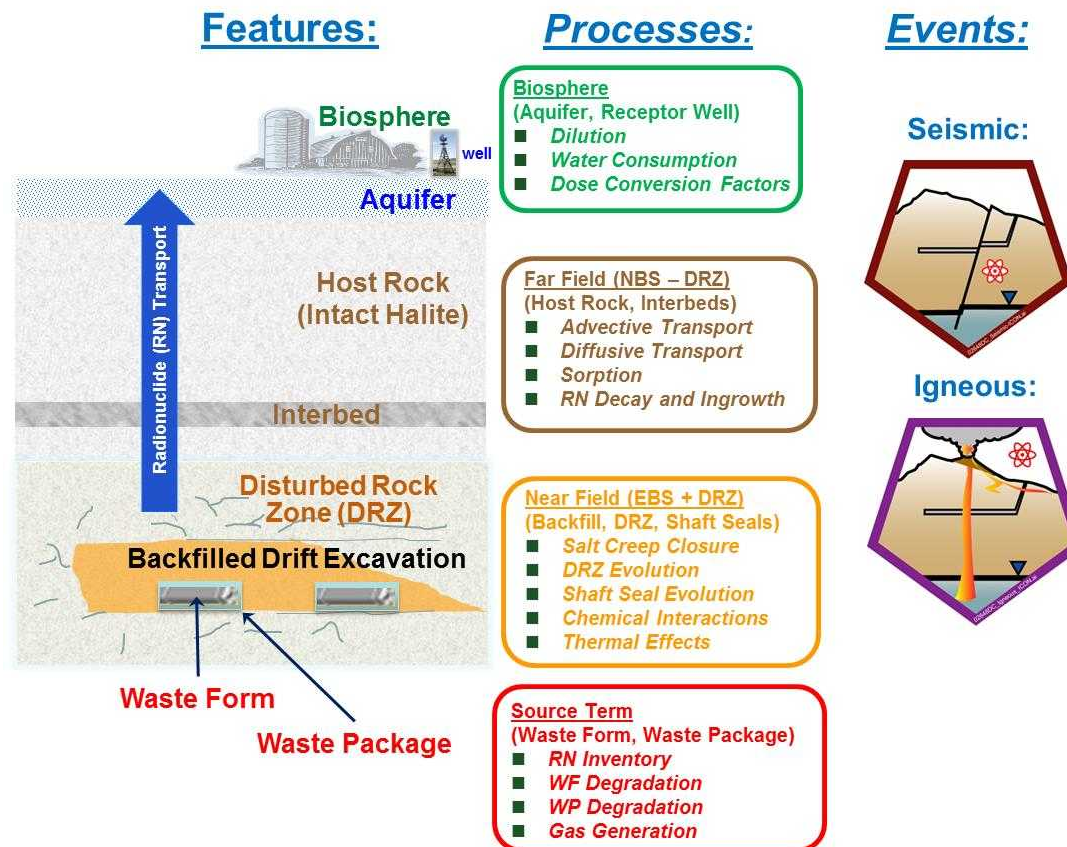 Features:
Processes:
Events:
Biosphere
well
Aquifer
Radionuclide (RN) Transport
Host Rock
(Intact Halite)
Interbed
Disturbed Rock
Zone (DRZ)
Backfilled Drift Excavation
Waste Form
Waste Package
Biosphere
(Aquifer, Receptor Well)
Dilution
Water Consumption
Dose Conversion Factors
Far Field (NBS – DRZ)
(Host Rock, Interbeds)
Advective Transport
Diffusive Transport
Sorption
RN Decay and Ingrowth
Near Field (EBS + DRZ)
(Backfill, DRZ, Shaft Seals)
Salt Creep Closure
DRZ Evolution
Shaft Seal Evolution
Chemical Interactions
Thermal Effects
Source Term
(Waste Form, Waste Package)
RN Inventory
WF Degradation
WP Degradation
Gas Generation
Seismic:
Igneous: